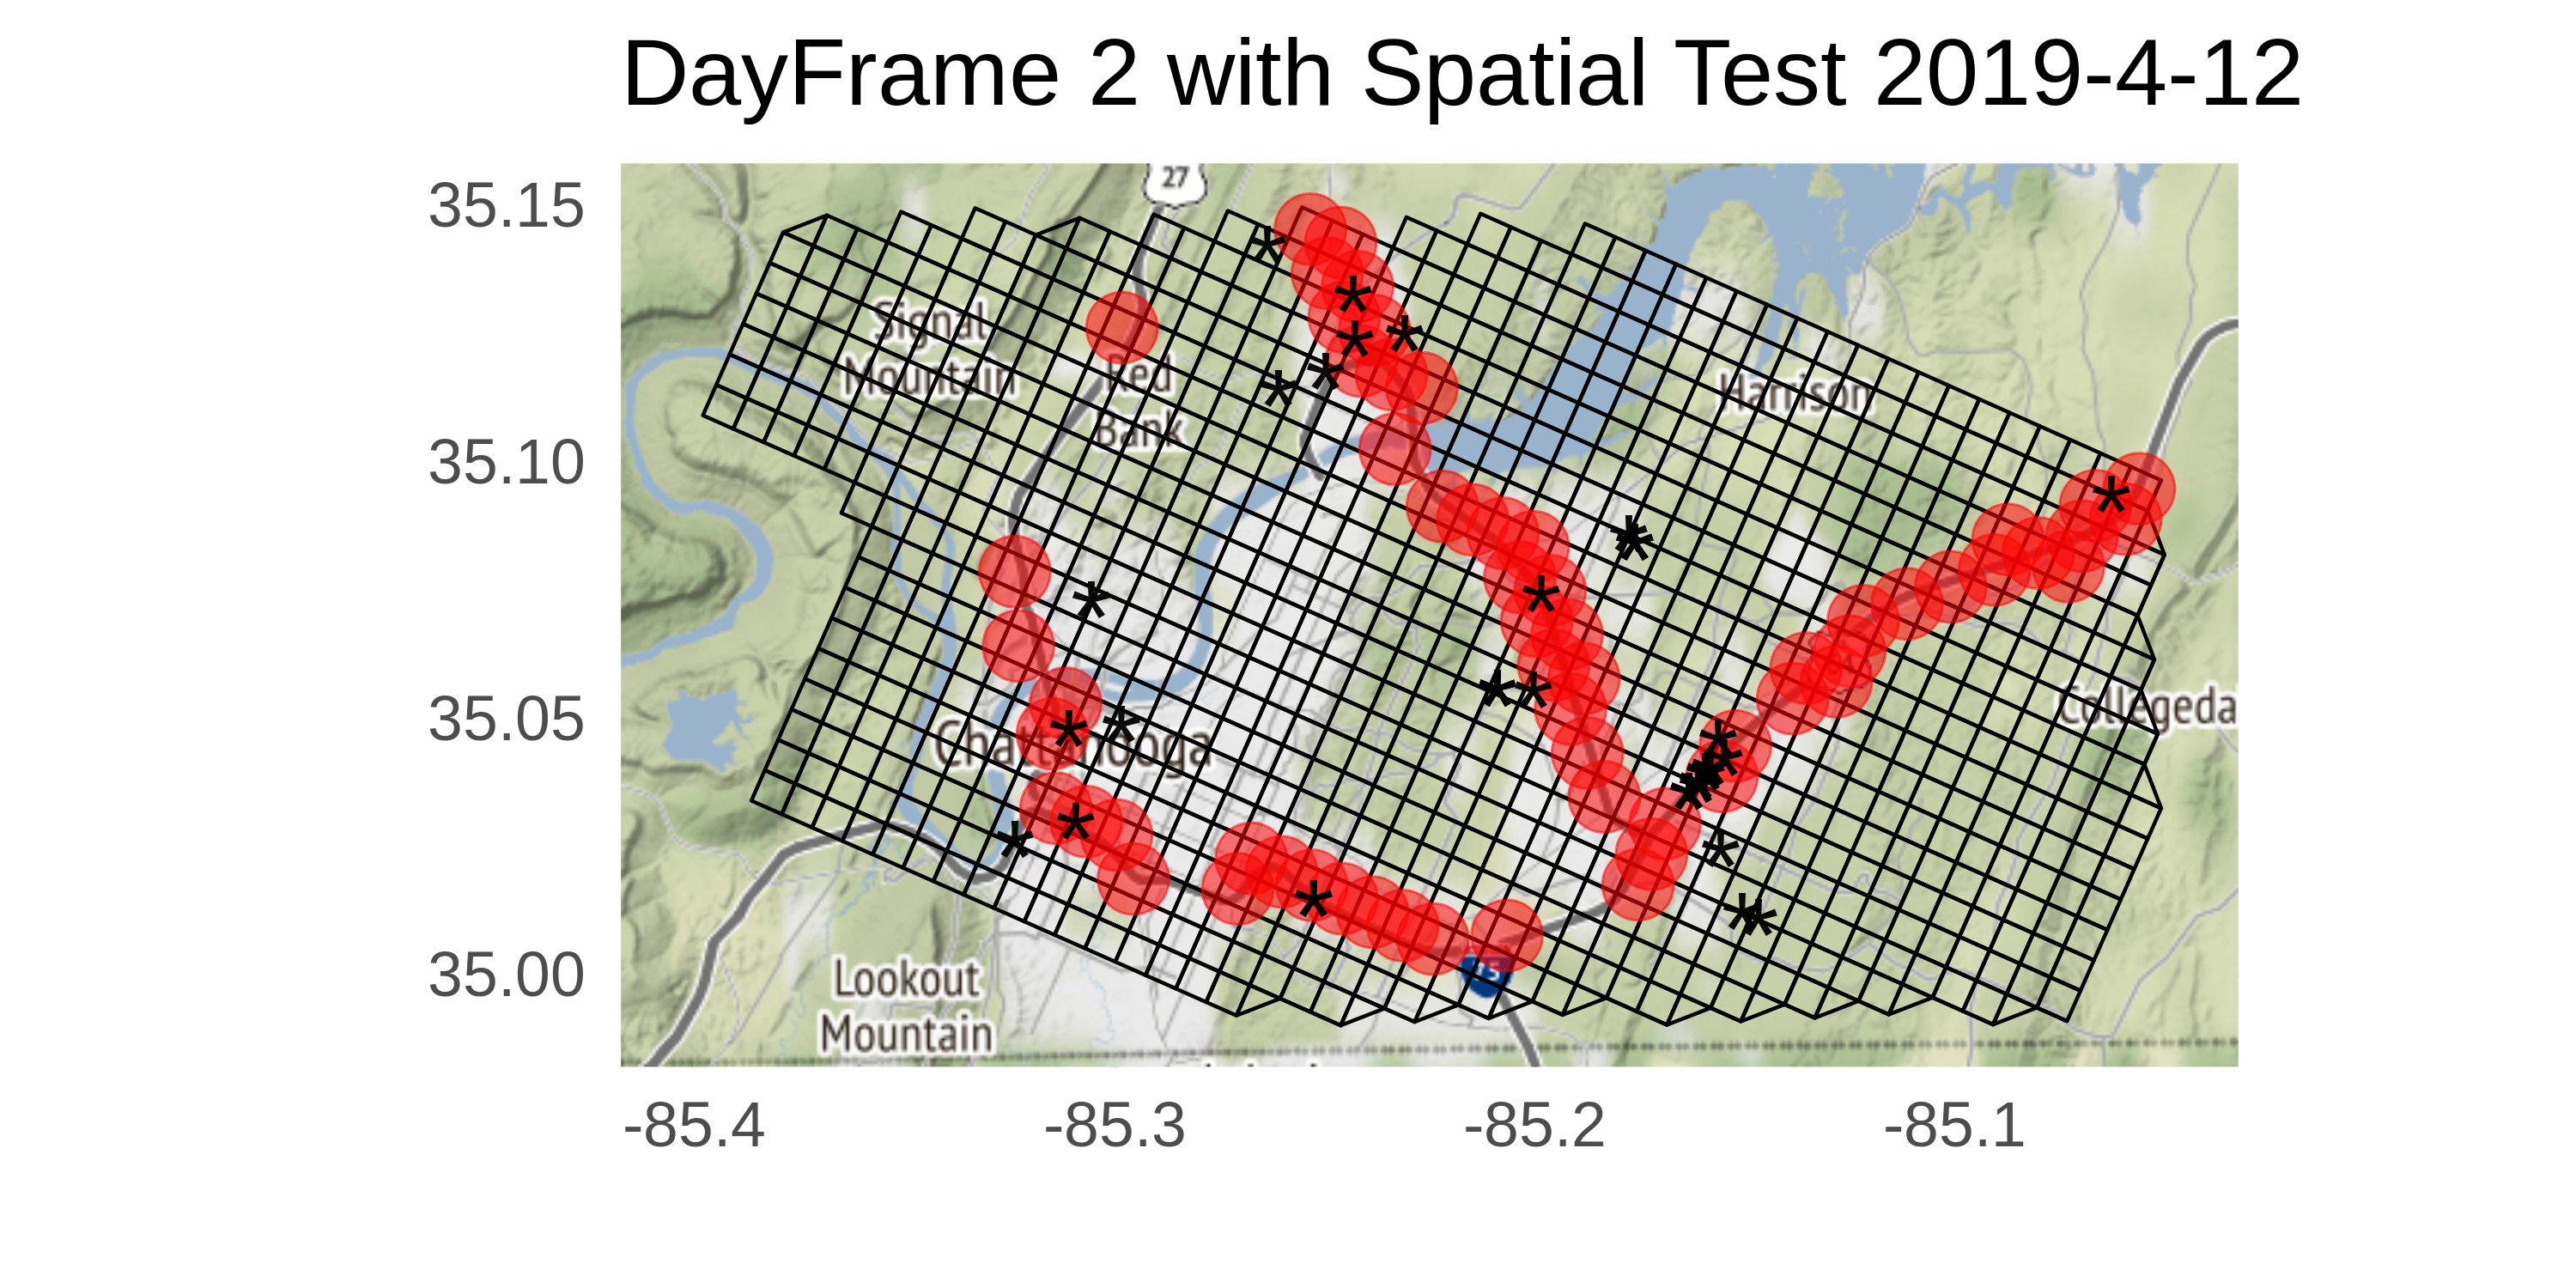 DayFrame 2 with Spatial Test 2019-4-12
35.15
35.10
35.05
35.00
27
Signal
Mountain
Red
Bank
Harrison
Collegeda
Chattanooga
Lookout
Mountain
-85.4
-85.3
-85.2
-85.1